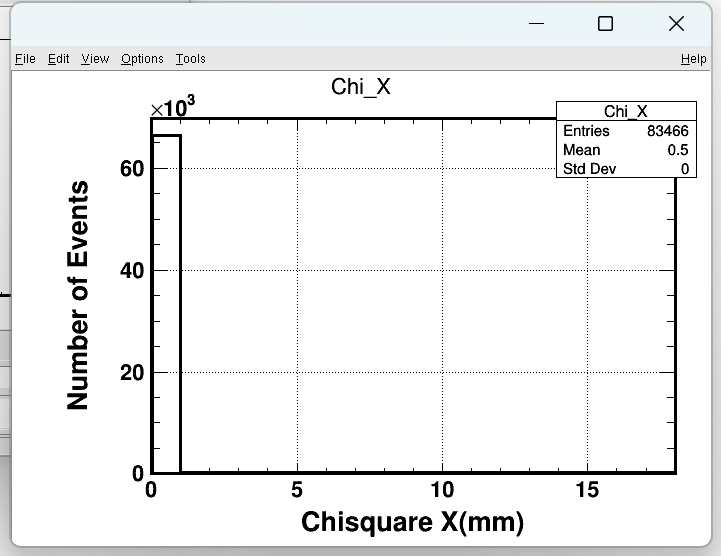 File Edit View Options Tools Help
Chi_X
×10³
Chi_X
Entries 83466
Mean 0.5
Std Dev 0
60
40
20
0
Number of Events
0 5 10 15
Chisquare X(mm)